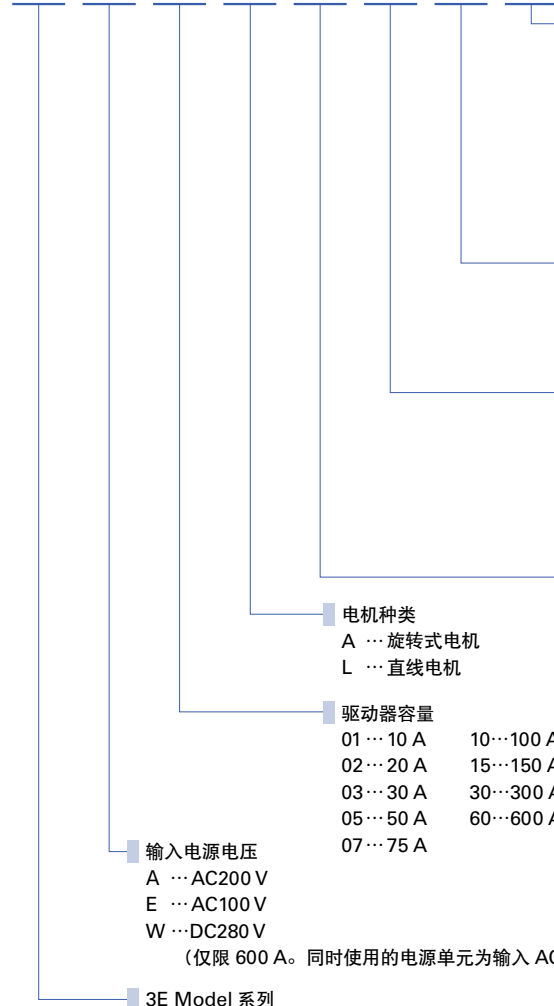 电机种类
A …旋转式电机
L …直线电机
驱动器容量
01…10 A 10…100 A
02…20 A 15…150 A
03…30 A 30…300 A
05…50 A 60…600 A
07…75 A
输入电源电压
A …AC200 V
E …AC100 V
W…DC280 V
（仅限 600 A。同时使用的电源单元为输入 AC
3E Model 系列